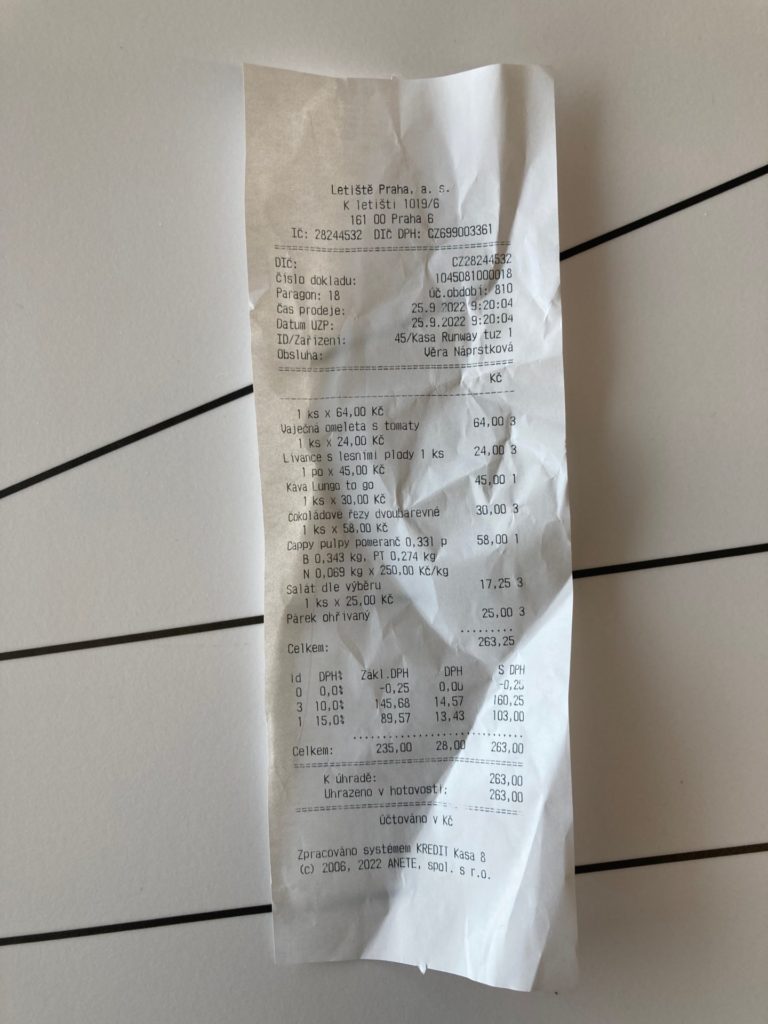 Letiště Praha, a. s.
K letišti 1019/6
161 00 Praha 6
IČ: 28244532 DIČ DPH: CZ699003361
DIČ: CZ28244532
Číslo dokladu: 1045081000018
Paragon: 18 úč.období: 810
Čas prodeje: 25.9.2022 9:20:04
Datum UZP: 25.9.2022 9:20:04
ID/Zařízení: 45/Kasa Runway tuz 1
Obsluha: Věra Náprstková
Kč
1 ks x 64,00 Kč
Vaječná omeleta s tomaty 64,00 3
1 ks x 24,00 Kč
Lívance s lesními plody 1 ks 24,00 3
1 po x 45,00 Kč
Káva Lungo to go 45,00 1
1 ks x 30,00 Kč
Čokoládové řezy dvoubarevné 30,00 3
1 ks x 58,00 Kč
Cappy pulpy pomeranč 0,33l p 58,00 1
B 0,343 kg, PT 0,274 kg
N 0,069 kg x 250,00 Kč/kg
Salát dle výběru 17,25 3
1 ks x 25,00 Kč
Párek ohřívaný 25,00 3
Celkem: 263,25
id DPH% Zákl.DPH DPH S DPH
0 0,0% -0,25 0,00 -0,25
3 10,0% 145,68 14,57 160,25
1 15,0% 89,57 13,43 103,00
Celkem: 235,00 28,00 263,00
K úhradě: 263,00
Uhrazeno v hotovosti: 263,00
účtováno v Kč
Zpracováno systémem KREDIT Kasa 8
(c) 2006, 2022 ANETE, spol. s r.o.